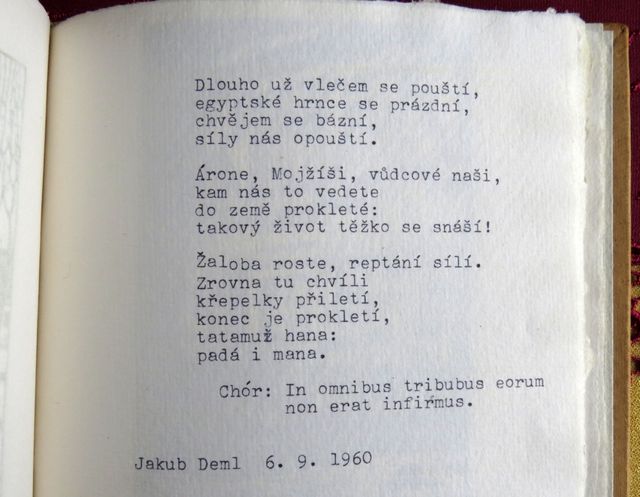 Dlouho už vlečem se pouští,
egyptské hrnce se prázdní,
chvějem se bázní,
síly nás opouští.
Árone, Mojžíši, vůdcové naši,
kam nás to vedete
do země prokleté:
takový život těžko se snáší!
Žaloba roste, reptání sílí.
Zrovna tu chvíli
křepelky přiletí,
konec je prokletí,
tatamuž hana:
padá i mana.
Chór: In omnibus tribubus eorum
non erat infirmus.
Jakub Deml 6. 9. 1960